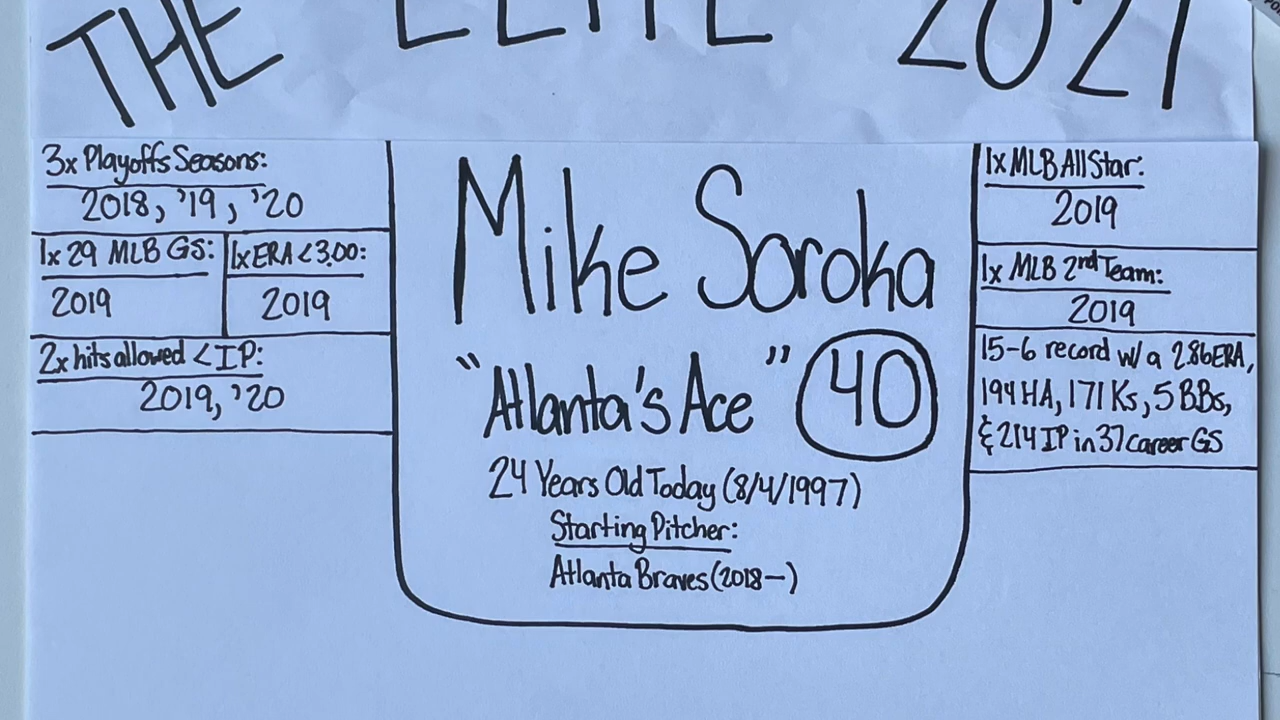 THE ELITE 2021
3x Playoffs Seasons:
2018, '19, '20
1x 29 MLB GS:
2019
1x ERA < 3.00:
2019
2x hits allowed < IP:
2019, '20
Mike Soroka
"Atlanta's Ace" 40
24 Years Old Today (8/4/1997)
Starting Pitcher:
Atlanta Braves (2018-)
1x MLB All Star:
2019
1x MLB 2nd Team:
2019
15-6 record w/ a 2.86 ERA,
194 HA, 171 Ks, 5 BBs,
& 214 IP in 37 career GS